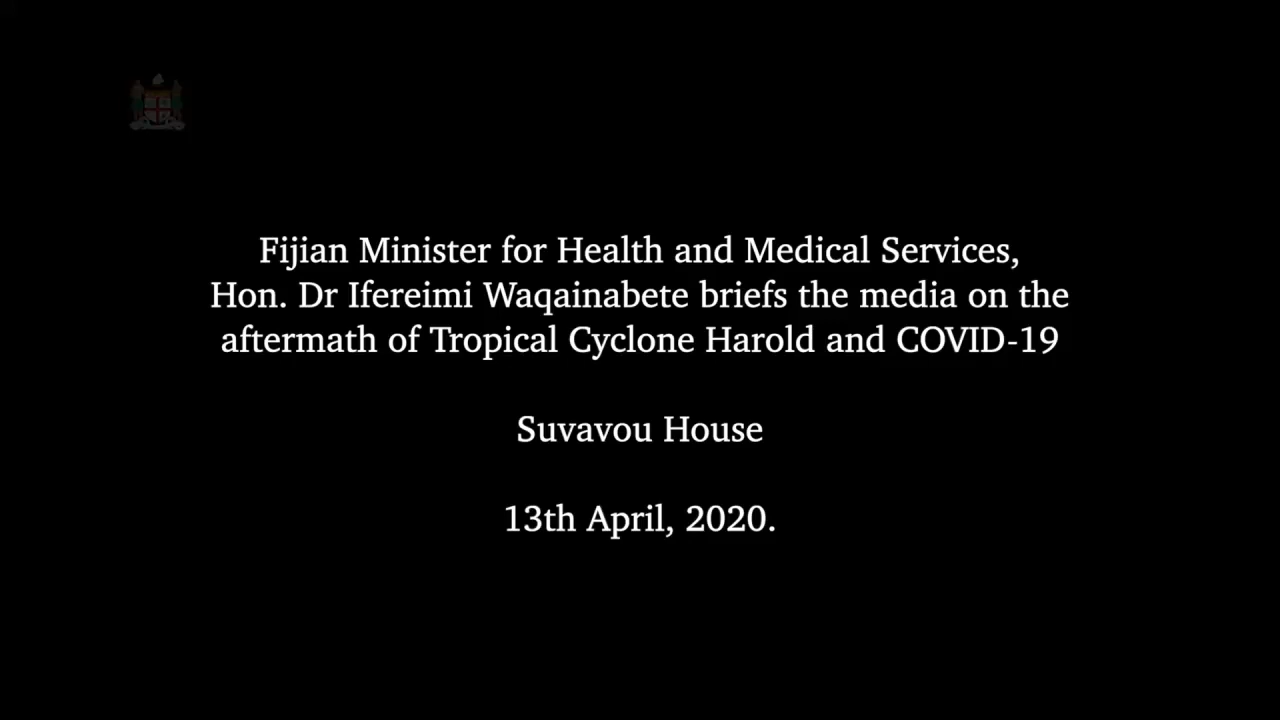 Fijian Minister for Health and Medical Services,
Hon. Dr Ifereimi Waqainabete briefs the media on the
aftermath of Tropical Cyclone Harold and COVID-19
Suvavou House
13th April, 2020.